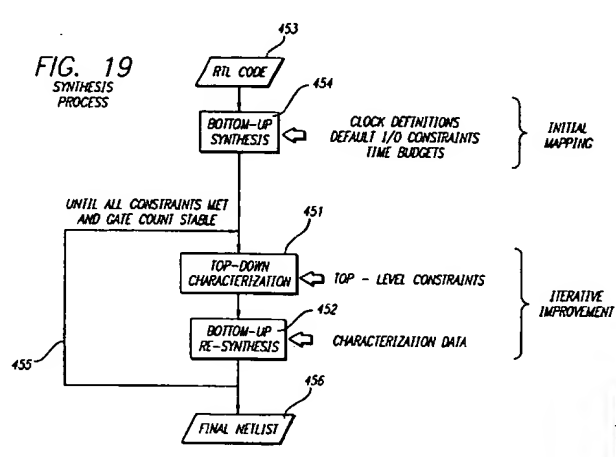 FIG. 19
SYNTHESIS
PROCESS
453
RTL CODE
454
BOTTOM-UP
SYNTHESIS
CLOCK DEFINITIONS
DEFAULT I/O CONSTRAINTS
TIME BUDGETS
INITIAL
MAPPING
UNTIL ALL CONSTRAINTS MET
AND GATE COUNT STABLE
451
TOP-DOWN
CHARACTERIZATION
TOP - LEVEL CONSTRAINTS
452
BOTTOM-UP
RE-SYNTHESIS
CHARACTERIZATION DATA
ITERATIVE
IMPROVEMENT
455
456
FINAL NETLIST